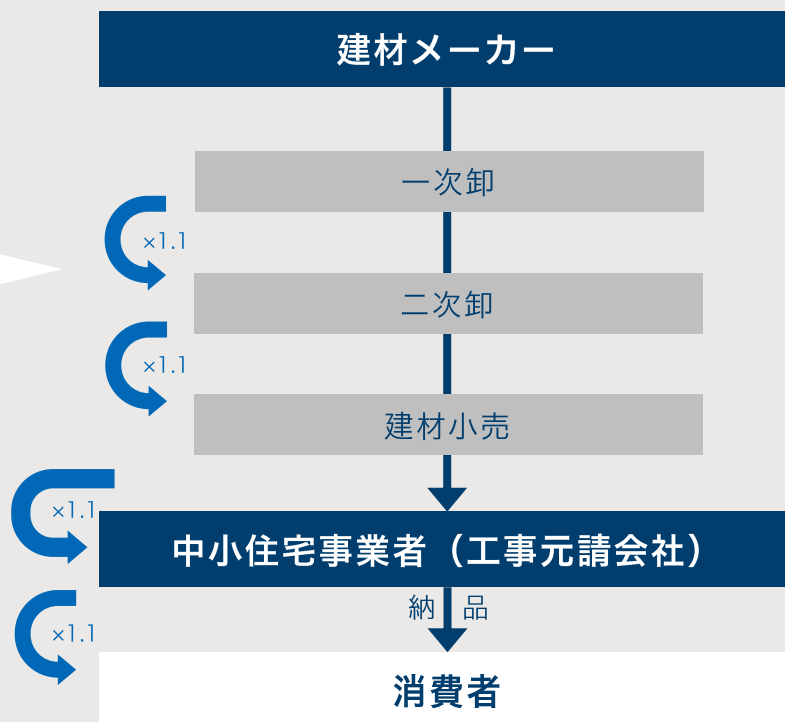 建材メーカー
一次卸
×1.1
二次卸
×1.1
建材小売
×1.1
中小住宅事業者（工事元請会社）
納 品
×1.1
消費者